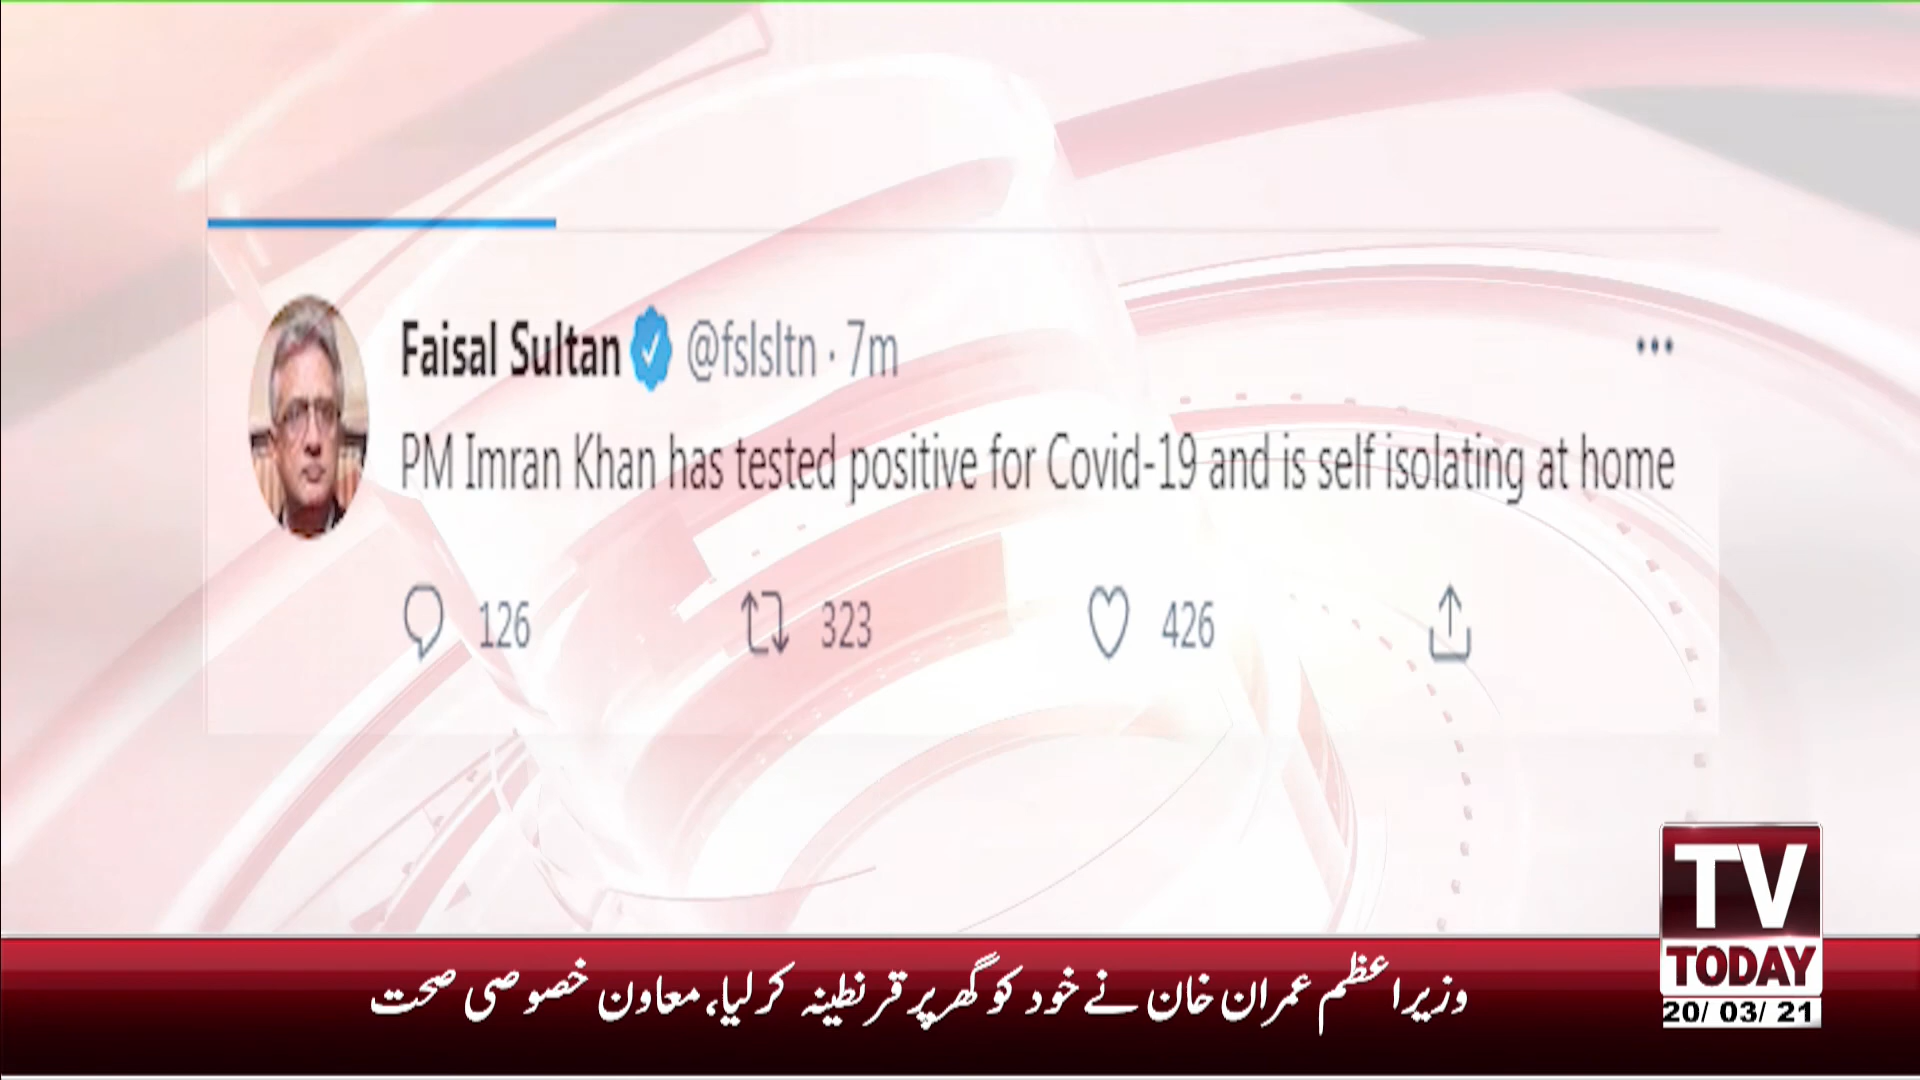 Faisal Sultan @fslsltn · 7m
PM Imran Khan has tested positive for Covid-19 and is self isolating at home
126 323 426
TV
TODAY
20/ 03/ 21
وزیراعظم عمران خان نے خود کو گھر پر قرنطینہ کرلیا، معاون خصوصی صحت